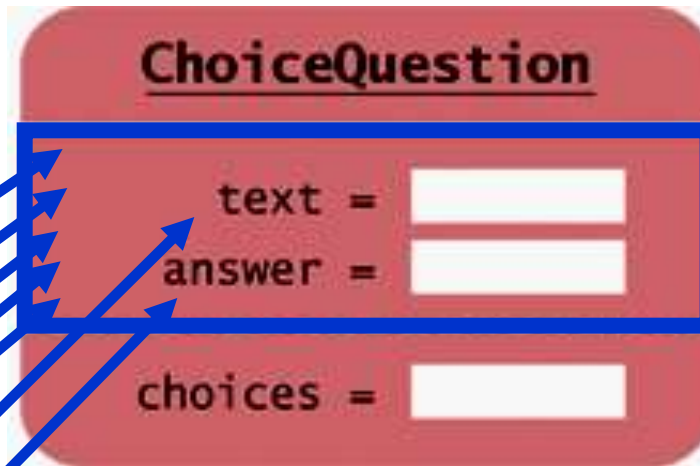 ChoiceQuestion
text =
answer =
choices =